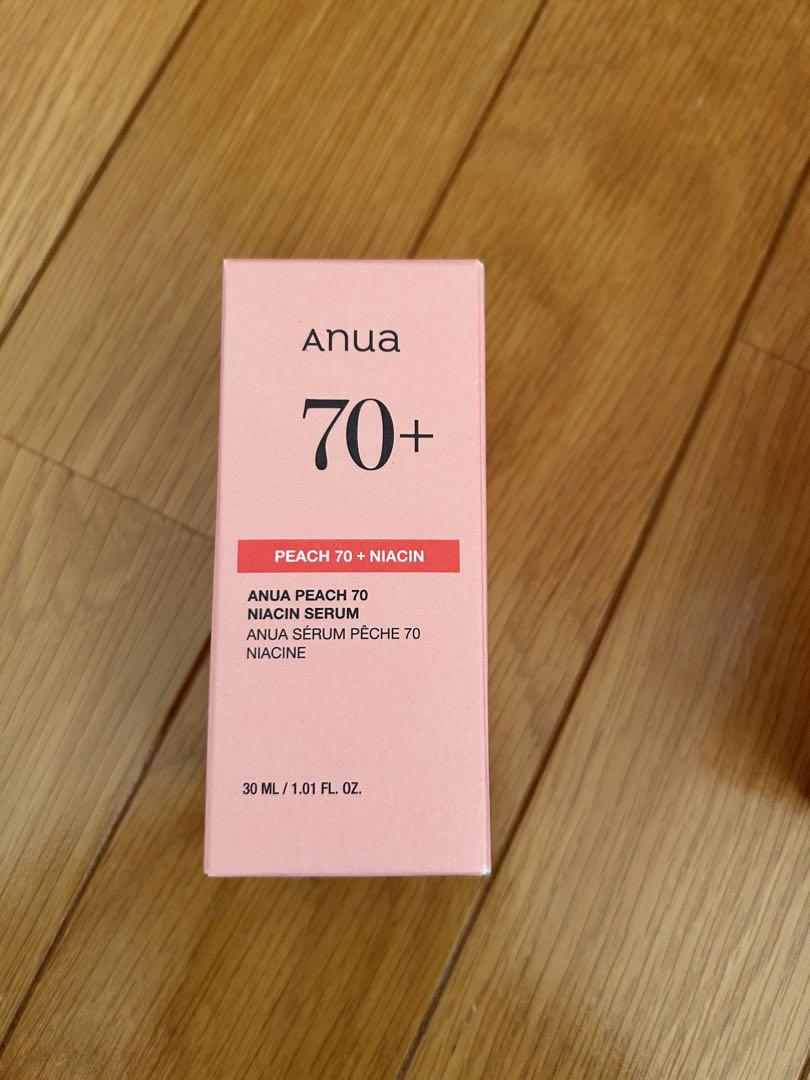 Anua
70+
PEACH 70 + NIACIN
ANUA PEACH 70
NIACIN SERUM
ANUA SÉRUM PÊCHE 70
NIACINE
30 ML / 1.01 FL. OZ.